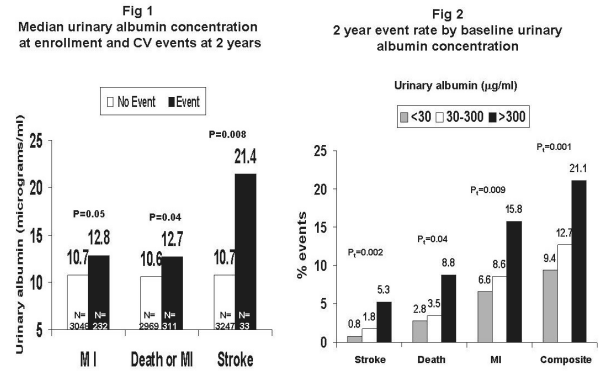 Fig 1
Median urinary albumin concentration
at enrollment and CV events at 2 years
No Event Event
Urinary albumin (micrograms/ml)
25
20
15
10
5
P=0.05
10.7 12.8
N= N=
3048 232
M I
P=0.04
10.6 12.7
N= N=
2969 311
Death or MI
P=0.008
10.7 21.4
N= N=
3247 33
Stroke
Fig 2
2 year event rate by baseline urinary
albumin concentration
Urinary albumin (µg/ml)
<30 30-300 >300
% events
25
20
15
10
5
0
Pt=0.002
0.8 1.8 5.3
Stroke
Pt=0.04
2.8 3.5 8.8
Death
Pt=0.009
6.6 8.6 15.8
MI
Pt=0.001
9.4 12.7 21.1
Composite